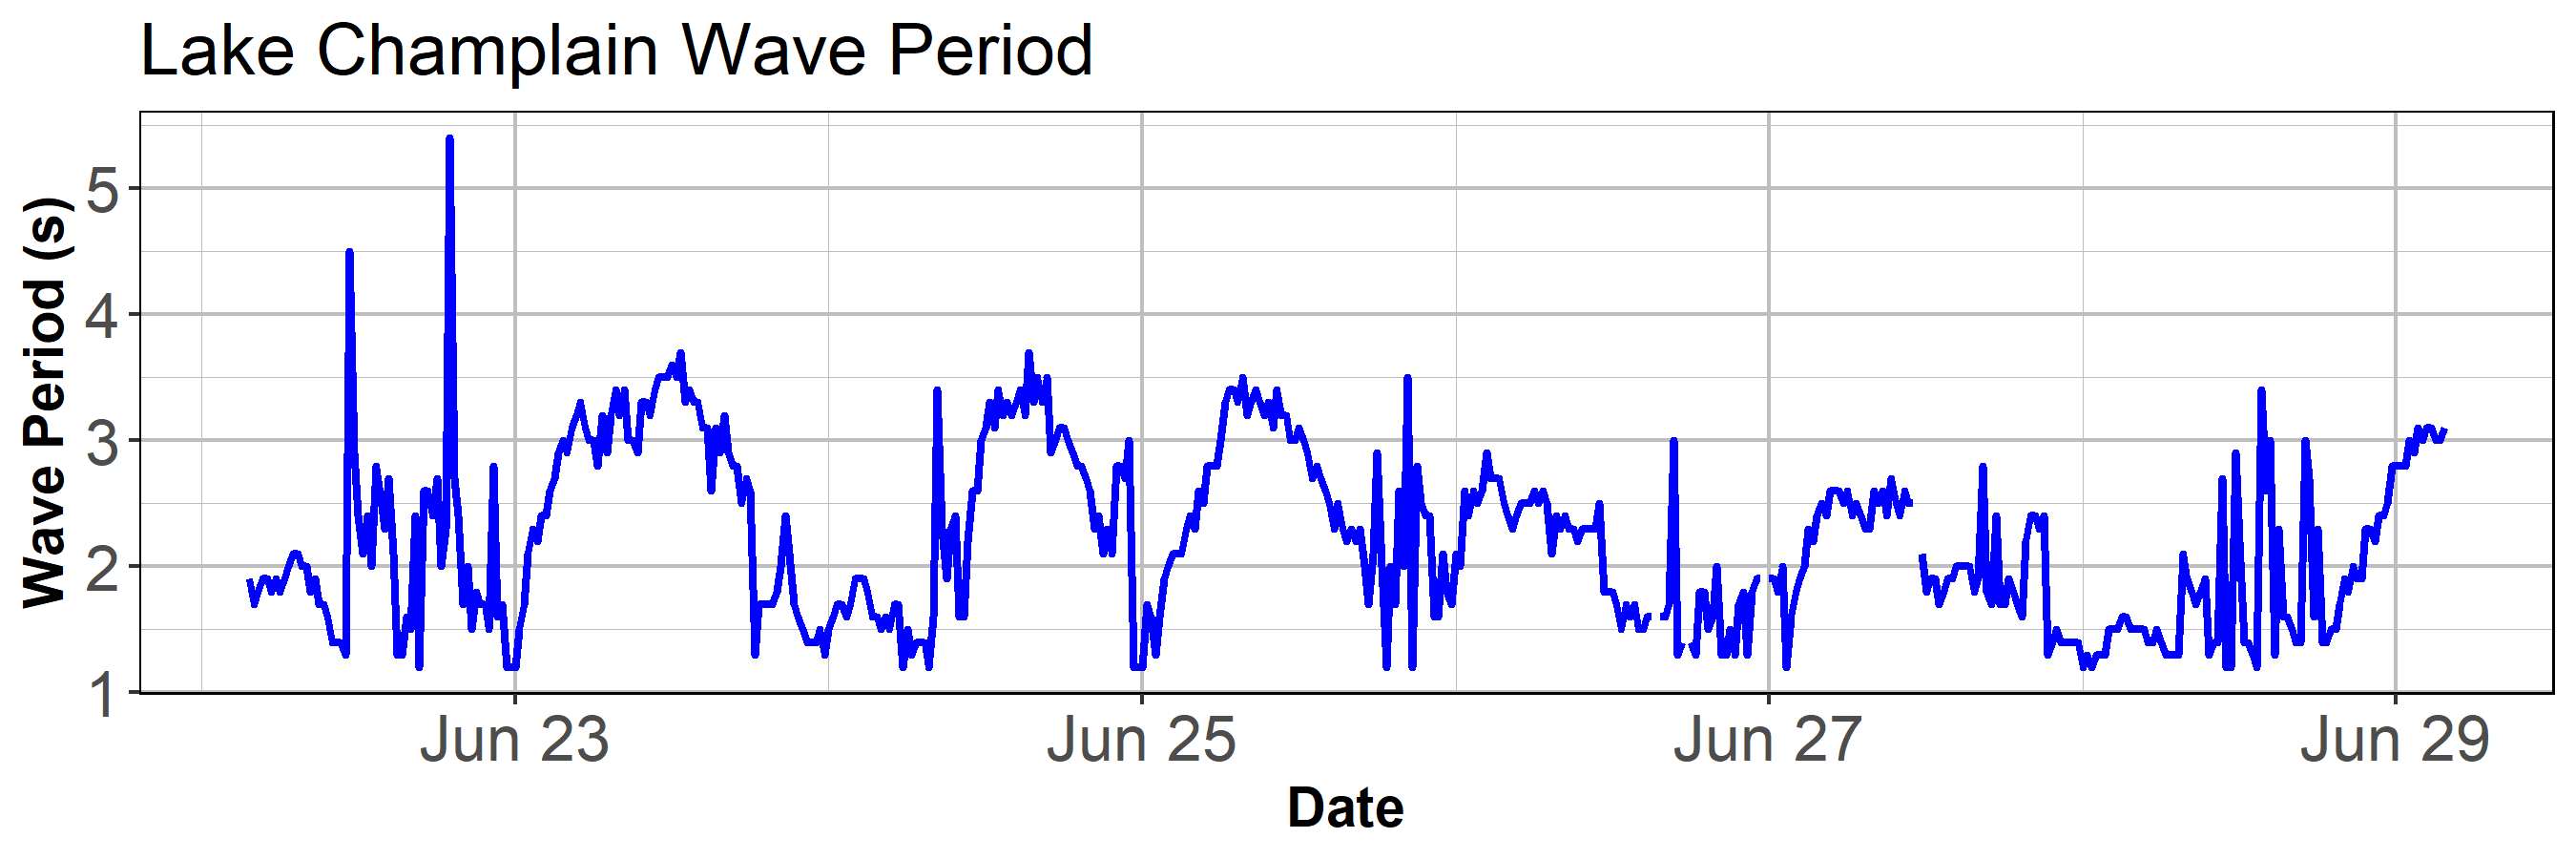 Lake Champlain Wave Period
Wave Period (s)
5
4
3
2
1
Jun 23
Jun 25
Jun 27
Jun 29
Date